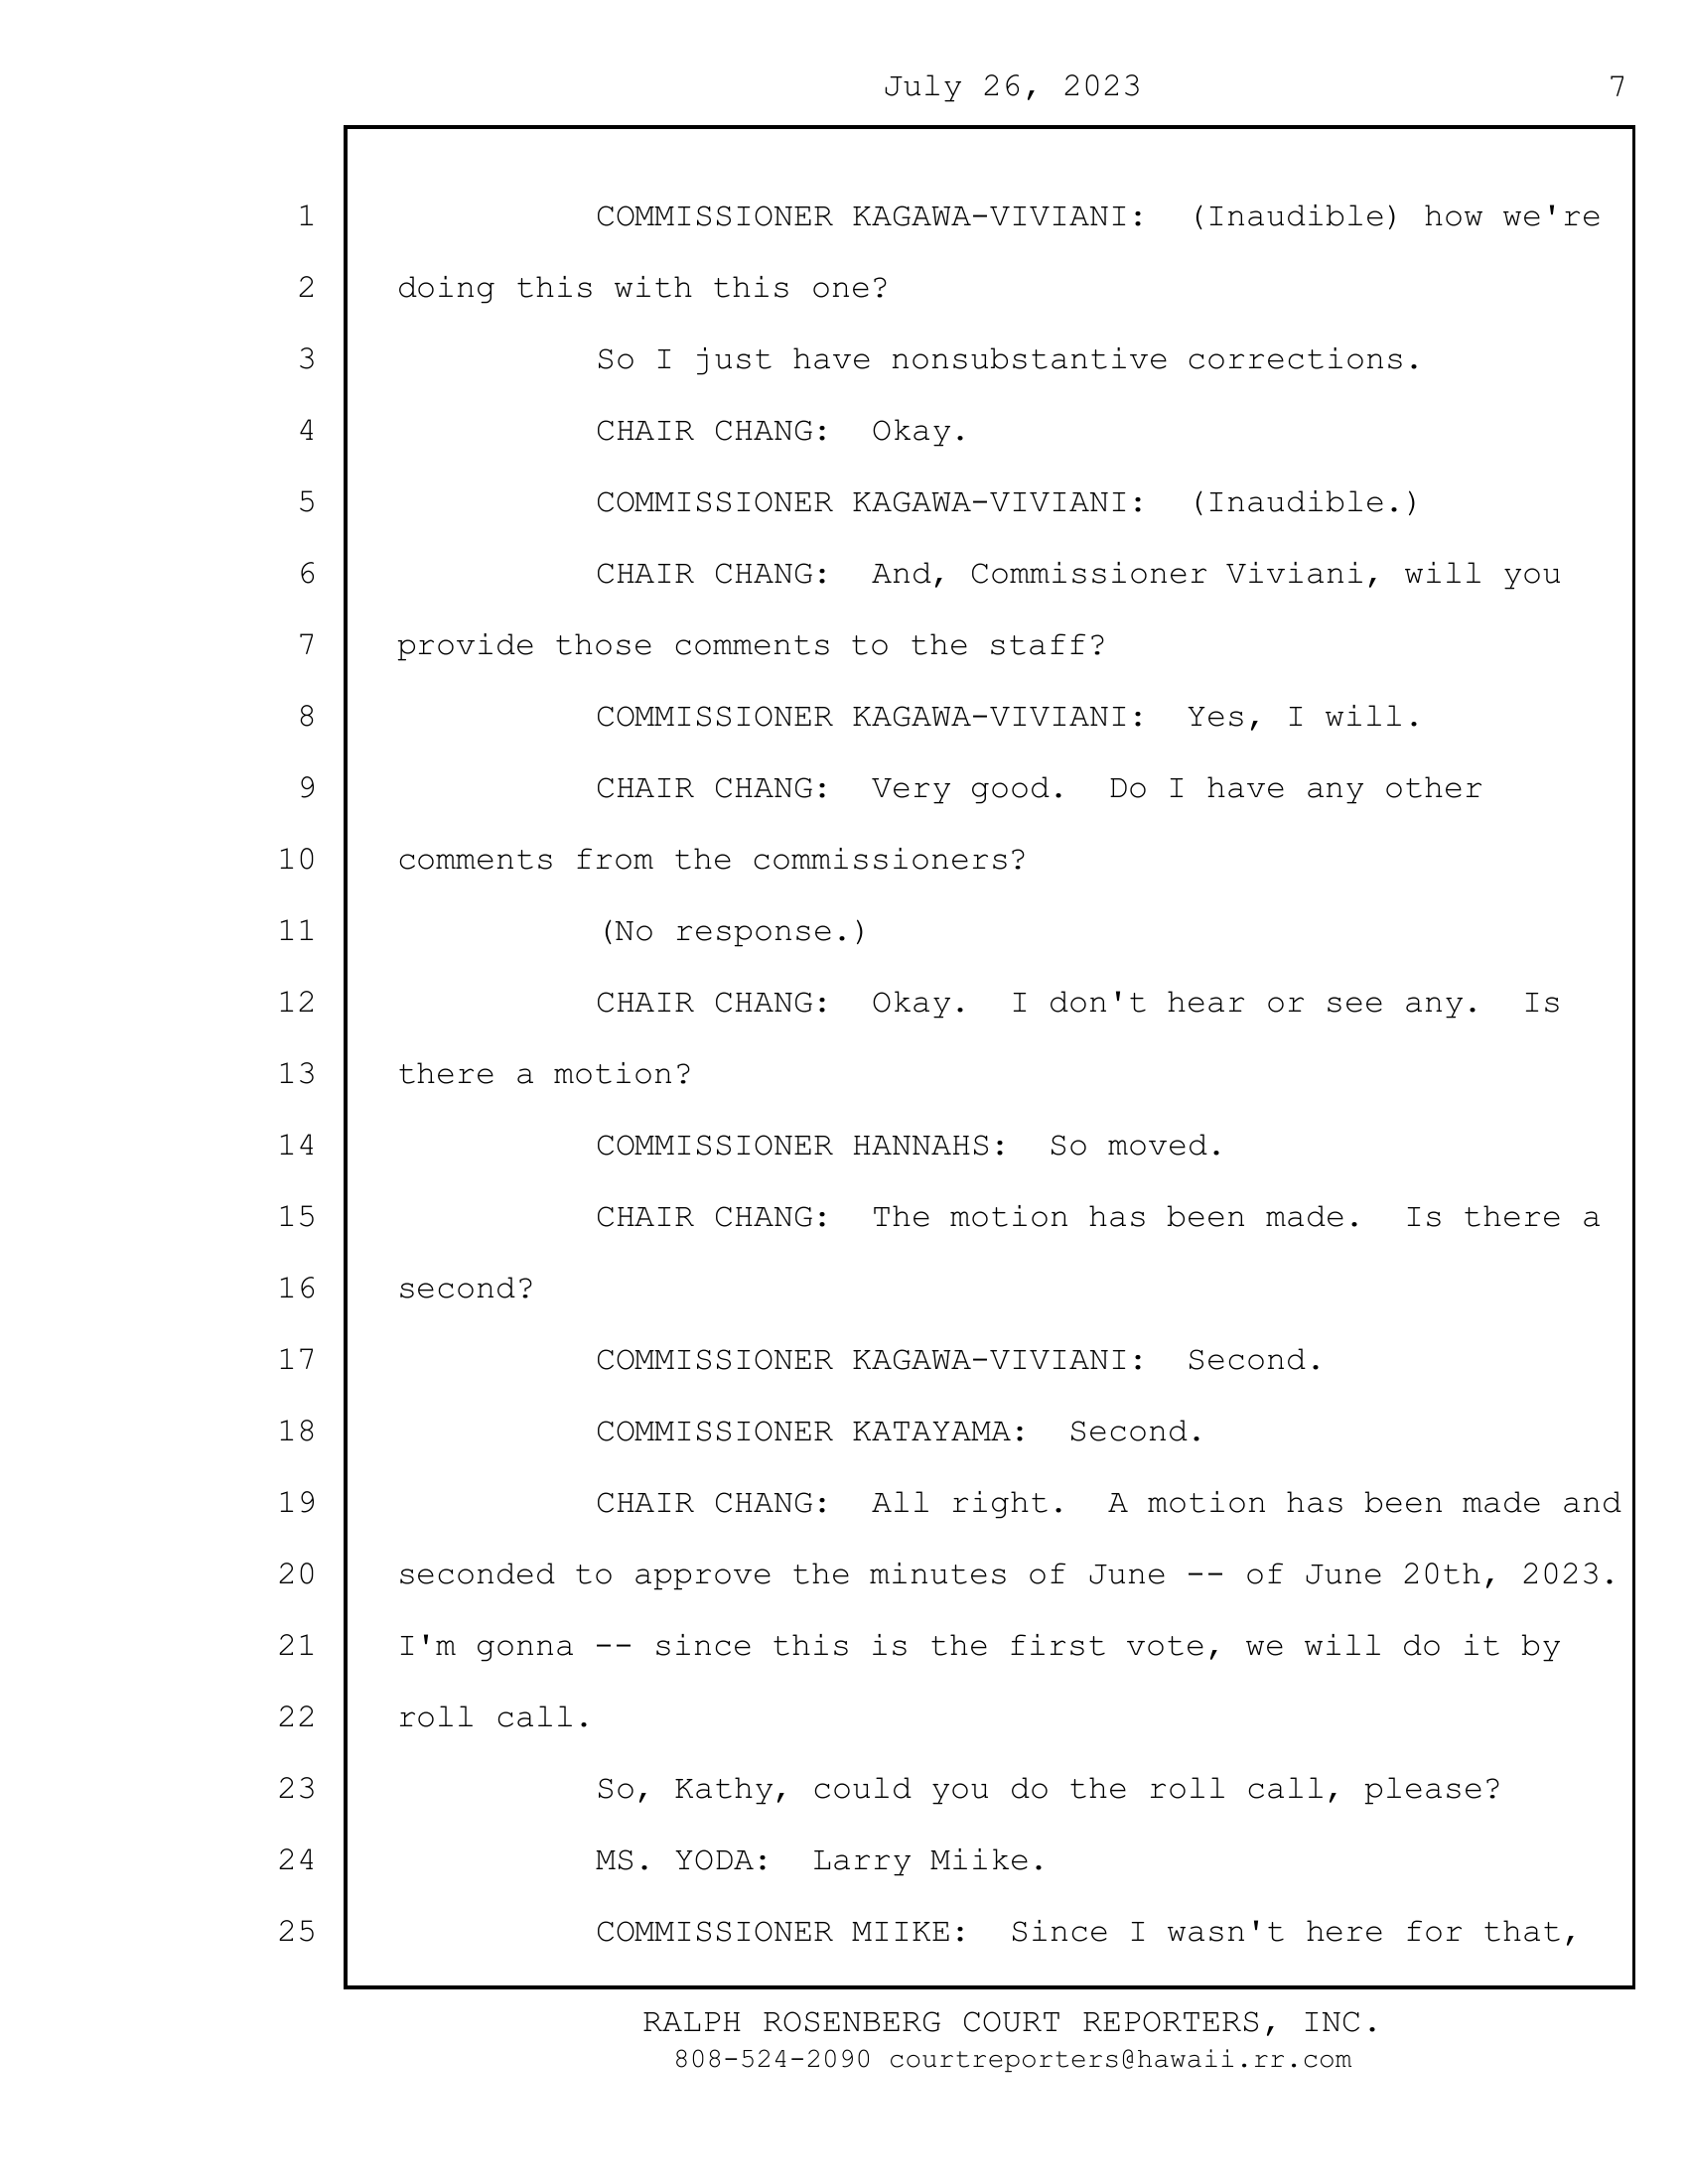 July 26, 2023 7
1 COMMISSIONER KAGAWA-VIVIANI: (Inaudible) how we're
2 doing this with this one?
3 So I just have nonsubstantive corrections.
4 CHAIR CHANG: Okay.
5 COMMISSIONER KAGAWA-VIVIANI: (Inaudible.)
6 CHAIR CHANG: And, Commissioner Viviani, will you
7 provide those comments to the staff?
8 COMMISSIONER KAGAWA-VIVIANI: Yes, I will.
9 CHAIR CHANG: Very good. Do I have any other
10 comments from the commissioners?
11 (No response.)
12 CHAIR CHANG: Okay. I don't hear or see any. Is
13 there a motion?
14 COMMISSIONER HANNAHS: So moved.
15 CHAIR CHANG: The motion has been made. Is there a
16 second?
17 COMMISSIONER KAGAWA-VIVIANI: Second.
18 COMMISSIONER KATAYAMA: Second.
19 CHAIR CHANG: All right. A motion has been made and
20 seconded to approve the minutes of June -- of June 20th, 2023.
21 I'm gonna -- since this is the first vote, we will do it by
22 roll call.
23 So, Kathy, could you do the roll call, please?
24 MS. YODA: Larry Miike.
25 COMMISSIONER MIIKE: Since I wasn't here for that,
RALPH ROSENBERG COURT REPORTERS, INC.
808-524-2090 courtreporters@hawaii.rr.com